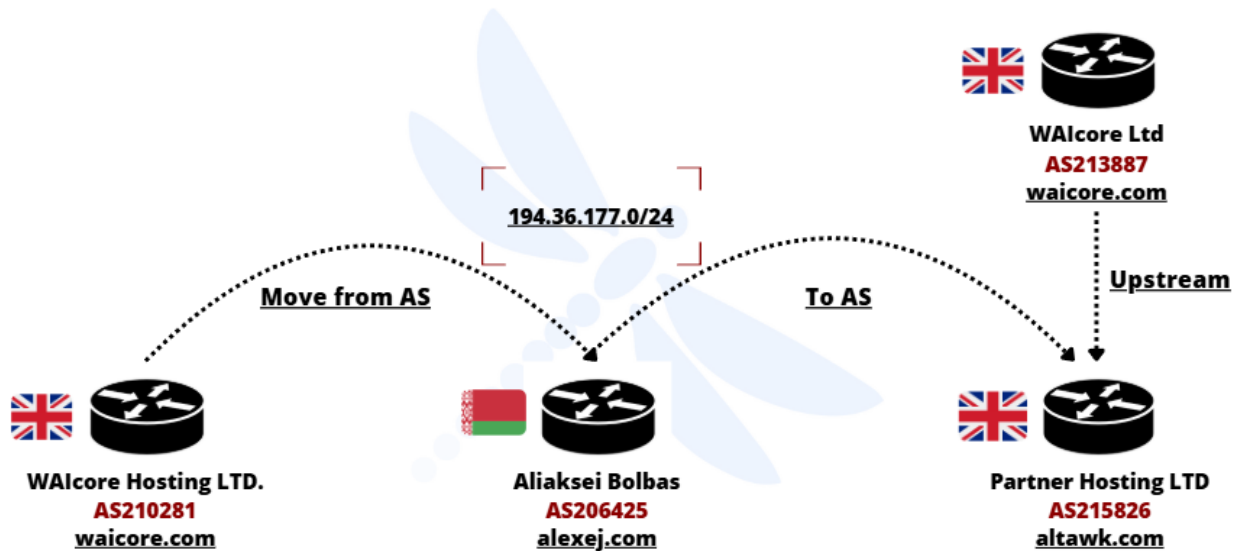 WAIcore Ltd
AS213887
waicore.com
194.36.177.0/24
Move from AS
To AS
Upstream
WAIcore Hosting LTD.
AS210281
waicore.com
Aliaksei Bolbas
AS206425
alexej.com
Partner Hosting LTD
AS215826
altawk.com